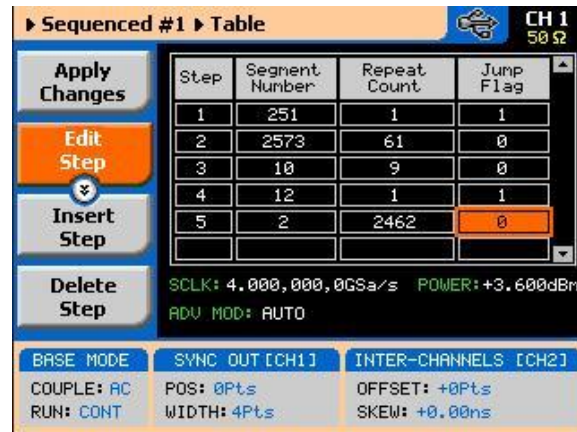 Sequenced #1 Table
CH 1
50 Ω
Apply Changes
Edit Step
Insert Step
Delete Step
Step Segment Number Repeat Count Jump Flag
1 251 1 1
2 2573 61 0
3 10 9 0
4 12 1 1
5 2 2462 0
SCLK: 4.000,000,0GSa/s POWER:+3.600dBm
ADV MOD: AUTO
BASE MODE
COUPLE: AC
RUN: CONT
SYNC OUT[CH1]
POS: 0Pts
WIDTH: 4Pts
INTER-CHANNELS [CH2]
OFFSET: +0Pts
SKEW: +0.00ns